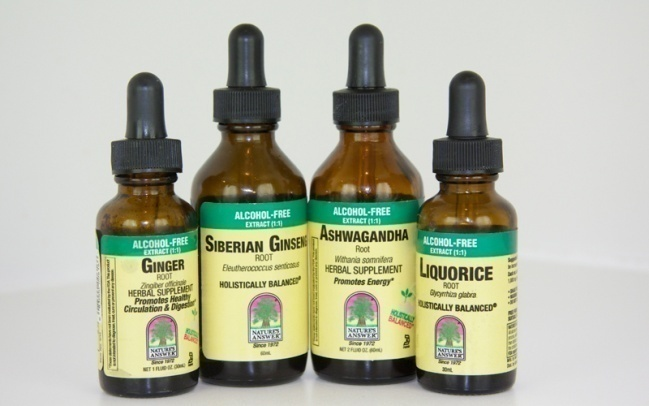 ALCOHOL-FREE
EXTRACT (1:1)
GINGER
ROOT
Zingiber officinale
HERBAL SUPPLEMENT
Promotes Healthy
Circulation & Digestion
HOLISTICALLY
BALANCED
NATURE'S
ANSWER
Since 1972
NET 1 FLUID OZ. (30mL)
ALCOHOL-FREE
EXTRACT (1:1)
SIBERIAN GINSENG
ROOT
Eleutherococcus senticosus
HOLISTICALLY BALANCED®
NATURE'S
ANSWER
Since 1972
60mL
ALCOHOL-FREE
EXTRACT (1:1)
ASHWAGANDHA
Root
Withania somnifera
HERBAL SUPPLEMENT
Promotes Energy*
HOLISTICALLY
BALANCED
NATURE'S
ANSWER
Since 1972
NET 2 FLUID OZ. (60mL)
ALCOHOL-FREE
EXTRACT (1:1)
LIQUORICE
ROOT
Glycyrrhiza glabra
HOLISTICALLY BALANCED®
NATURE'S
ANSWER
Since 1972
30mL